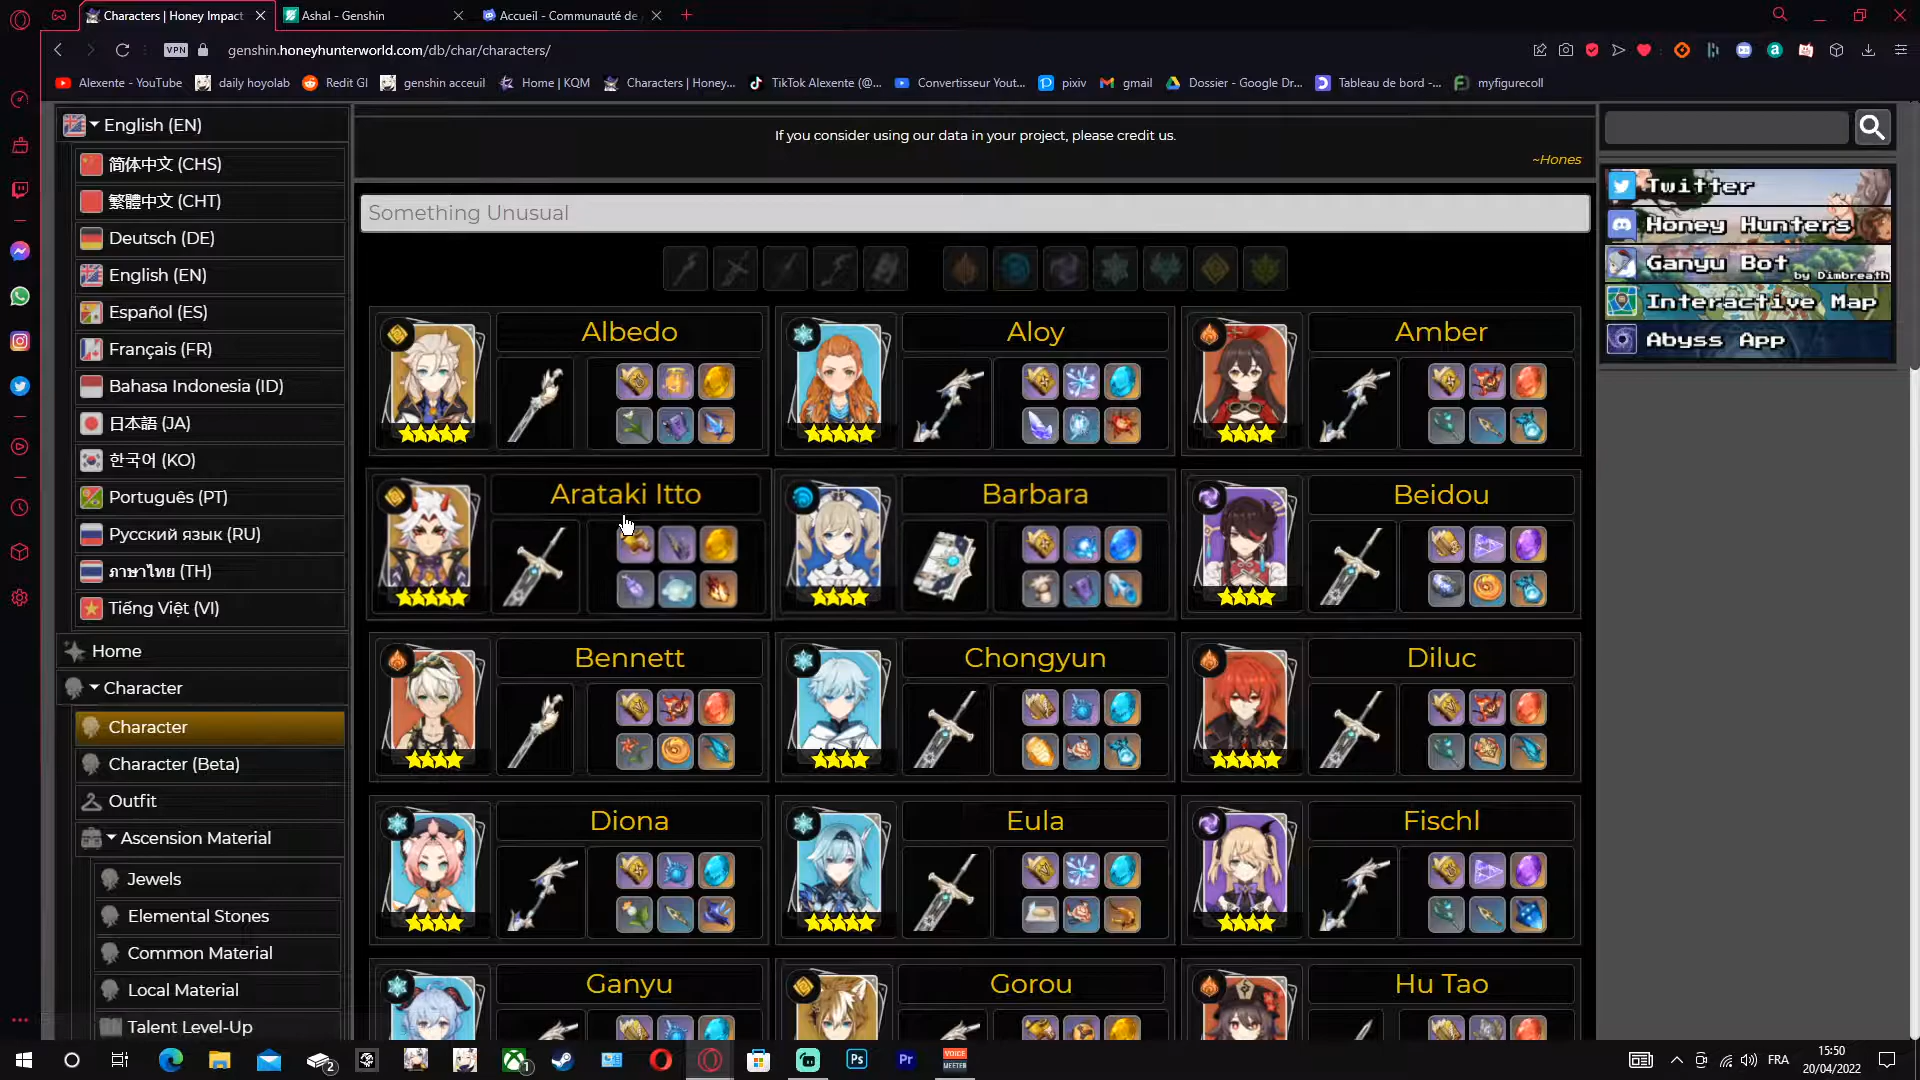 Characters | Honey Impact
Ashal - Genshin
Accueil - Communauté de
VPN
genshin.honeyhunterworld.com/db/char/characters/
Alexente - YouTube
daily hoyolab
Redit GI
genshin acceuil
Home | KQM
Characters | Honey...
TikTok Alexente (@...
Convertisseur Yout...
pixiv
gmail
Dossier - Google Dr...
Tableau de bord -...
myfigurecoll
English (EN)
简体中文 (CHS)
繁體中文 (CHT)
Deutsch (DE)
English (EN)
Español (ES)
Français (FR)
Bahasa Indonesia (ID)
日本語 (JA)
한국어 (KO)
Português (PT)
Русский язык (RU)
ภาษาไทย (TH)
Tiếng Việt (VI)
Home
Character
Character
Character (Beta)
Outfit
Ascension Material
Jewels
Elemental Stones
Common Material
Local Material
Talent Level-Up
If you consider using our data in your project, please credit us.
~Hones
Something Unusual
Albedo
Aloy
Amber
Arataki Itto
Barbara
Beidou
Bennett
Chongyun
Diluc
Diona
Eula
Fischl
Ganyu
Gorou
Hu Tao
Twitter
Honey Hunters
Ganyu Bot
by Dimbreath
Interactive Map
Abyss App
2
1
Ps
Pr
VOICE
MEETER
FRA
15:50
20/04/2022